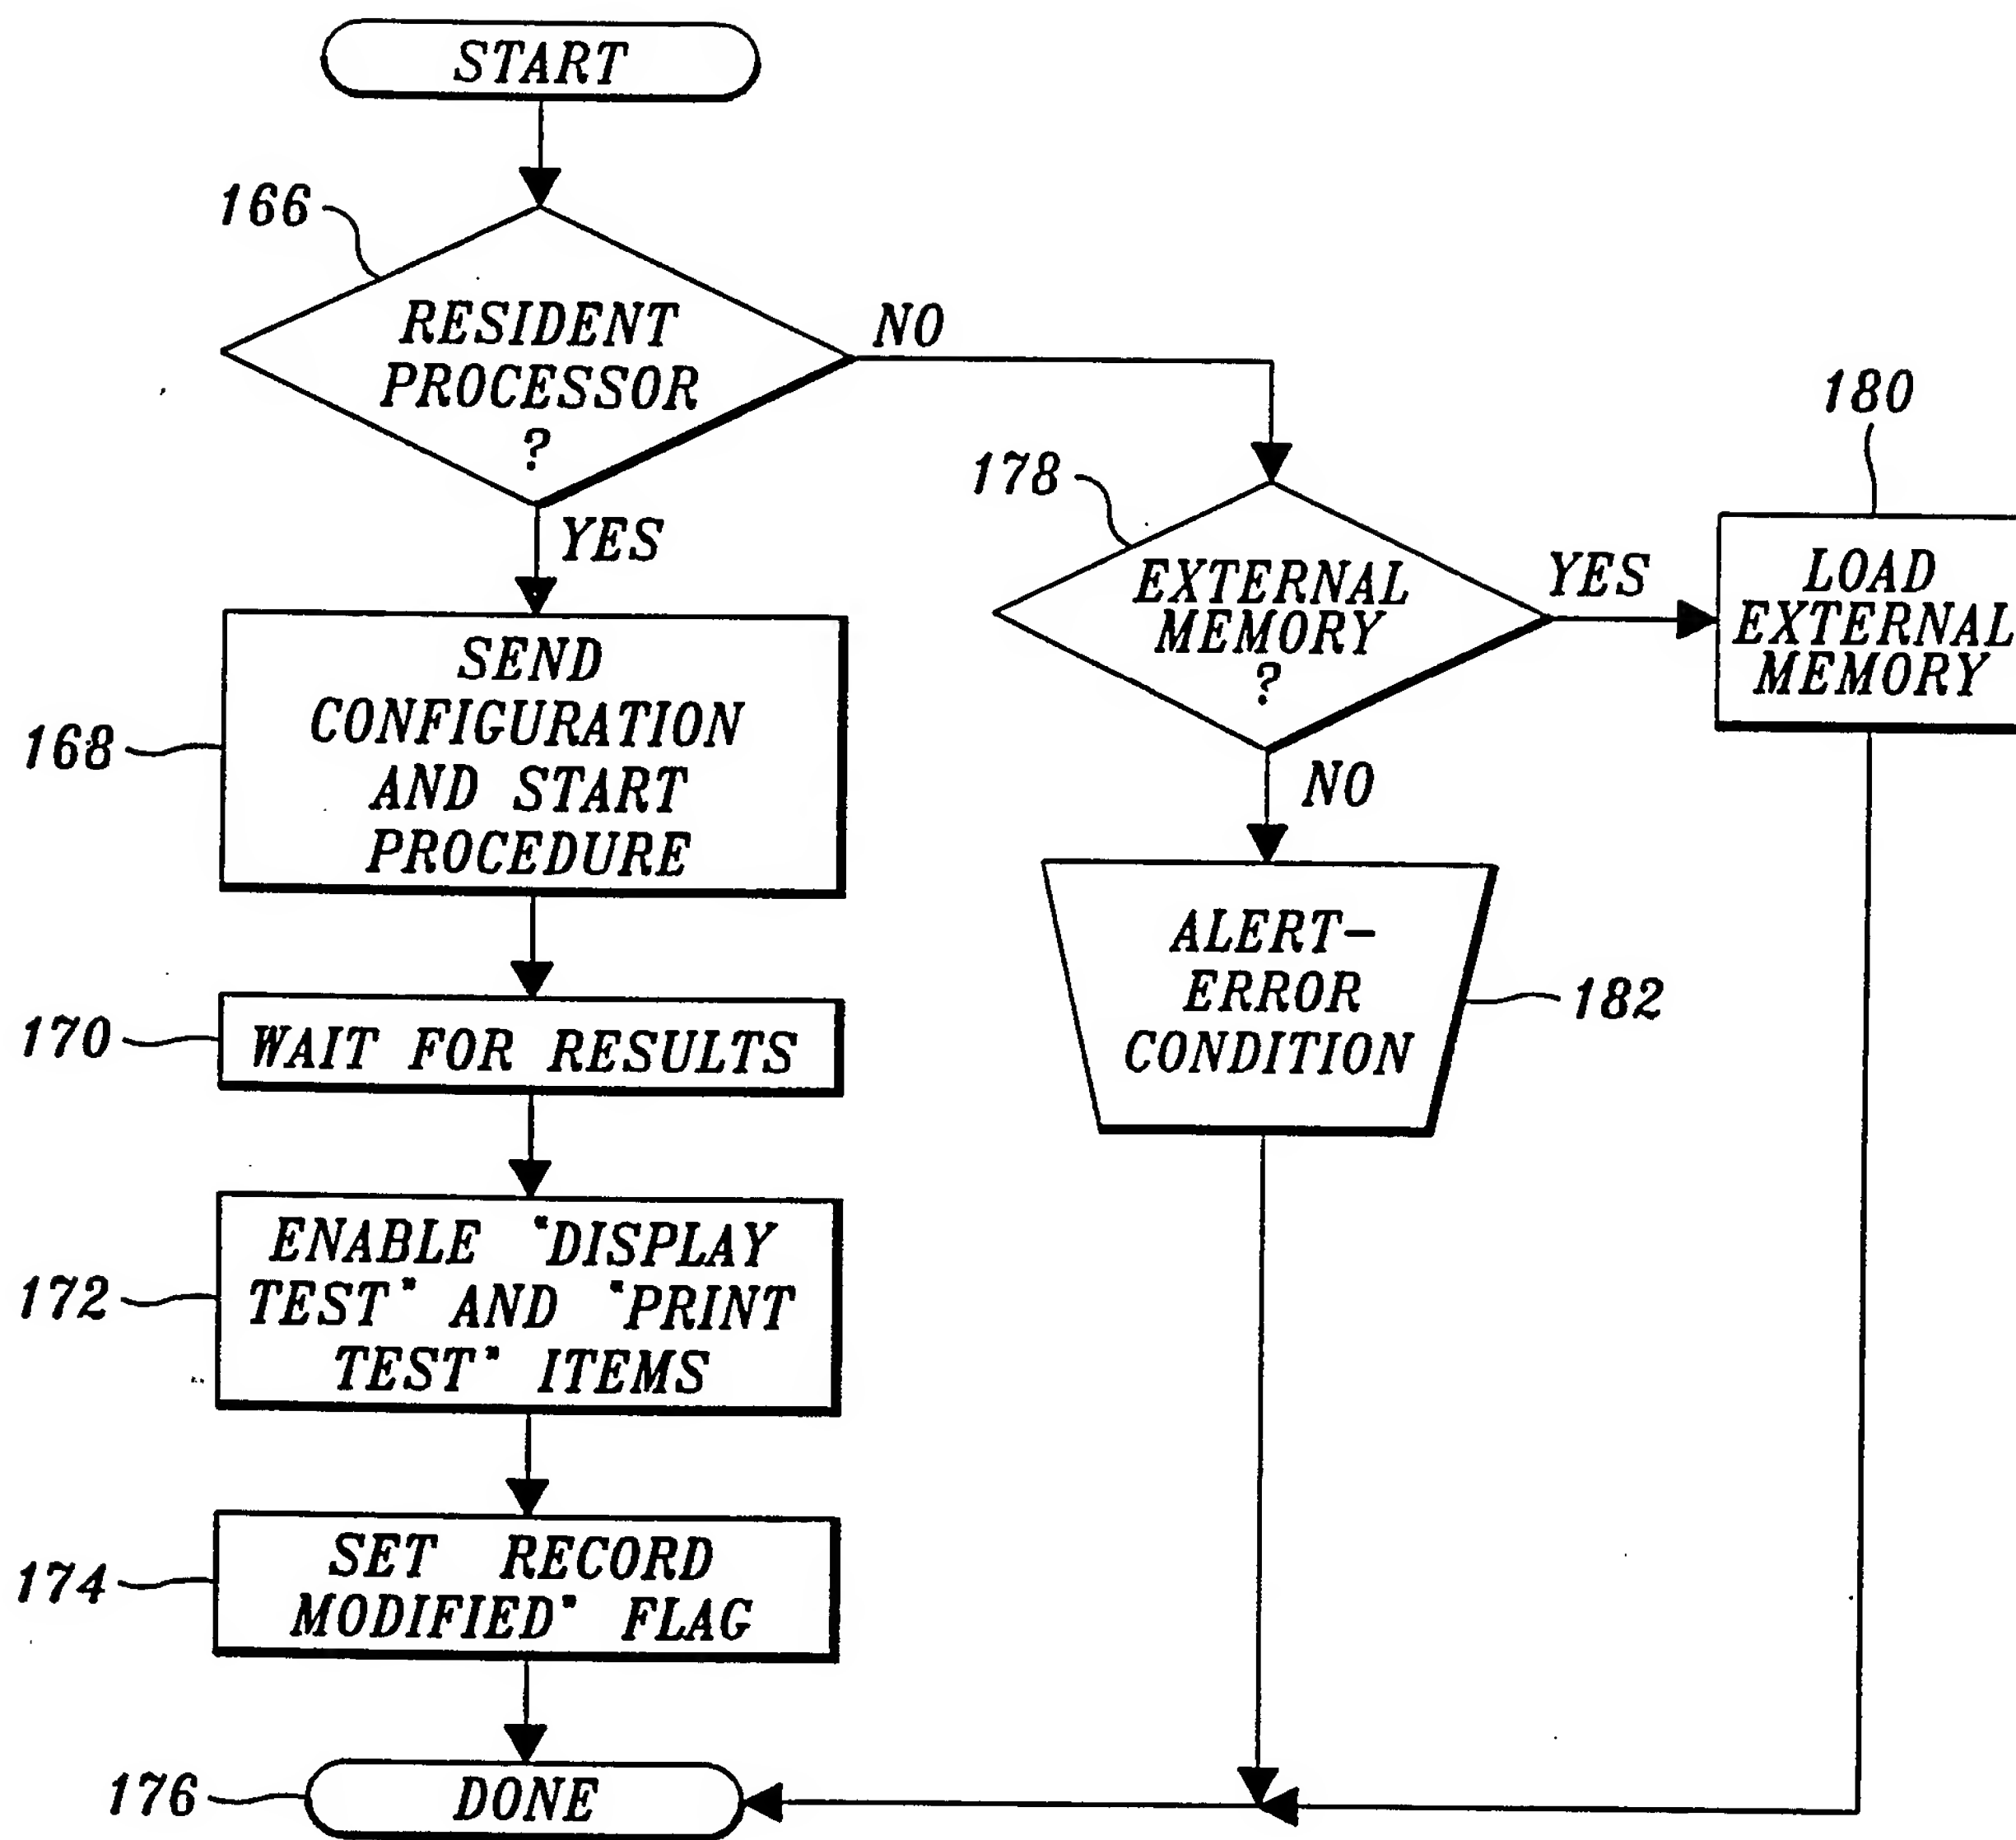 START
166
RESIDENT
PROCESSOR
?
NO
YES
178
EXTERNAL
MEMORY
?
YES
NO
180
LOAD
EXTERNAL
MEMORY
168
SEND
CONFIGURATION
AND START
PROCEDURE
ALERT-
ERROR
CONDITION
182
170
WAIT FOR RESULTS
172
ENABLE "DISPLAY
TEST" AND "PRINT
TEST" ITEMS
174
SET RECORD
MODIFIED" FLAG
176
DONE